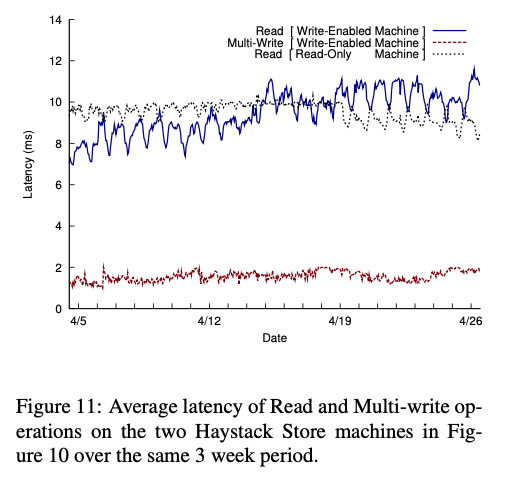 14
12
10
8
6
4
2
0
Latency (ms)
Read [ Write-Enabled Machine ]
Multi-Write [ Write-Enabled Machine ]
Read [ Read-Only Machine ]
4/5 4/12 4/19 4/26
Date
Figure 11: Average latency of Read and Multi-write op-
erations on the two Haystack Store machines in Fig-
ure 10 over the same 3 week period.